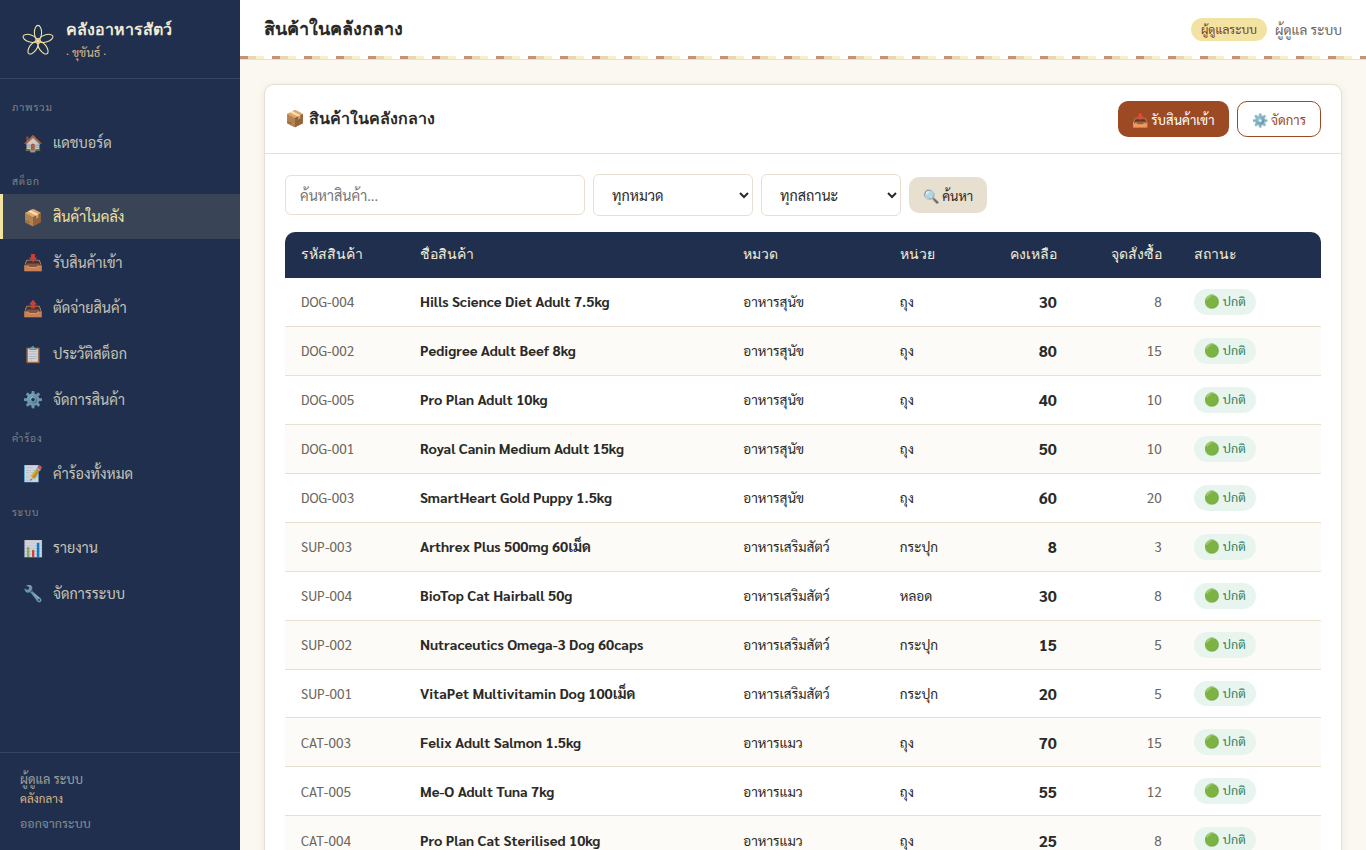 คลังอาหารสัตว์
· ขุขันธ์ ·
ภาพรวม
แดชบอร์ด
สต็อก
สินค้าในคลัง
รับสินค้าเข้า
ตัดจ่ายสินค้า
ประวัติสต็อก
จัดการสินค้า
คำร้อง
คำร้องทั้งหมด
ระบบ
รายงาน
จัดการระบบ
ผู้ดูแล ระบบ
คลังกลาง
ออกจากระบบ
สินค้าในคลังกลาง
ผู้ดูแลระบบ ผู้ดูแล ระบบ
สินค้าในคลังกลาง
รับสินค้าเข้า จัดการ
ค้นหาสินค้า... ทุกหมวด ทุกสถานะ ค้นหา
รหัสสินค้า ชื่อสินค้า หมวด หน่วย คงเหลือ จุดสั่งซื้อ สถานะ
DOG-004 Hills Science Diet Adult 7.5kg อาหารสุนัข ถุง 30 8 ปกติ
DOG-002 Pedigree Adult Beef 8kg อาหารสุนัข ถุง 80 15 ปกติ
DOG-005 Pro Plan Adult 10kg อาหารสุนัข ถุง 40 10 ปกติ
DOG-001 Royal Canin Medium Adult 15kg อาหารสุนัข ถุง 50 10 ปกติ
DOG-003 SmartHeart Gold Puppy 1.5kg อาหารสุนัข ถุง 60 20 ปกติ
SUP-003 Arthrex Plus 500mg 60เม็ด อาหารเสริมสัตว์ กระปุก 8 3 ปกติ
SUP-004 BioTop Cat Hairball 50g อาหารเสริมสัตว์ หลอด 30 8 ปกติ
SUP-002 Nutraceutics Omega-3 Dog 60caps อาหารเสริมสัตว์ กระปุก 15 5 ปกติ
SUP-001 VitaPet Multivitamin Dog 100เม็ด อาหารเสริมสัตว์ กระปุก 20 5 ปกติ
CAT-003 Felix Adult Salmon 1.5kg อาหารแมว ถุง 70 15 ปกติ
CAT-005 Me-O Adult Tuna 7kg อาหารแมว ถุง 55 12 ปกติ
CAT-004 Pro Plan Cat Sterilised 10kg อาหารแมว ถุง 25 8 ปกติ